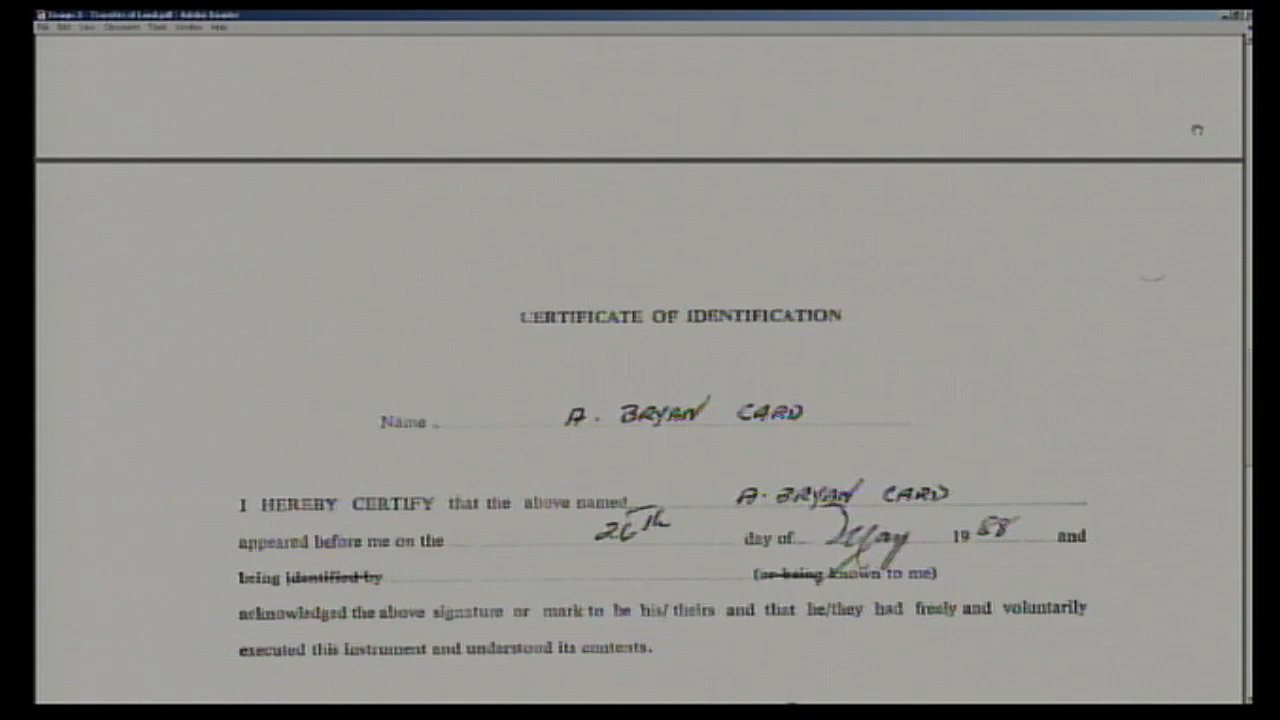 CERTIFICATE OF IDENTIFICATION
Name A. BRYAN CARD
I HEREBY CERTIFY that the above named A. BRYAN CARD
appeared before me on the 26th day of May 1988 and
being identified by (or being known to me)
acknowledged the above signature or mark to be his/theirs and that he/they had freely and voluntarily
executed this instrument and understood its contents.